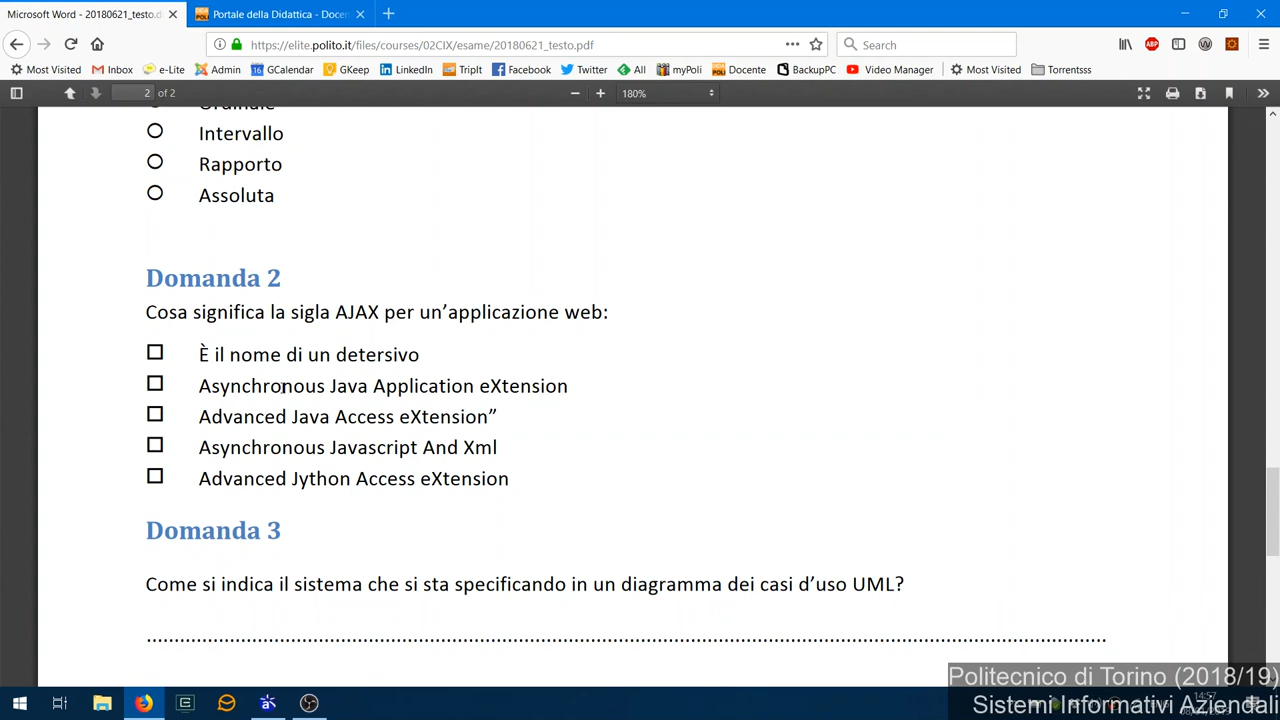 Microsoft Word - 20180621_testo.d
Portale della Didattica - Docen
https://elite.polito.it/files/courses/02CIX/esame/20180621_testo.pdf
Search
Most Visited Inbox e-Lite Admin GCalendar GKeep LinkedIn TripIt Facebook Twitter All myPoli Docente BackupPC Video Manager Most Visited Torrentsss
2 of 2 180%
Ordinale
Intervallo
Rapporto
Assoluta
Domanda 2
Cosa significa la sigla AJAX per un’applicazione web:
È il nome di un detersivo
Asynchronous Java Application eXtension
Advanced Java Access eXtension”
Asynchronous Javascript And Xml
Advanced Jython Access eXtension
Domanda 3
Come si indica il sistema che si sta specificando in un diagramma dei casi d’uso UML?
Politecnico di Torino (2018/19)
14:57
Sistemi Informativi Aziendali